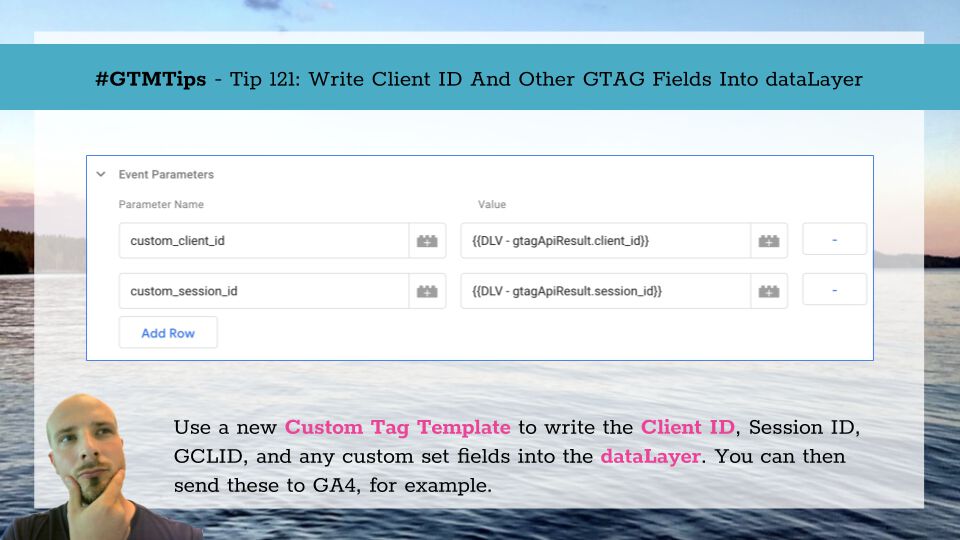 #GTMTips - Tip 121: Write Client ID And Other GTAG Fields Into dataLayer
Event Parameters
Parameter Name Value
custom_client_id {{DLV - gtagApiResult.client_id}} -
custom_session_id {{DLV - gtagApiResult.session_id}} -
Add Row
Use a new Custom Tag Template to write the Client ID, Session ID,
GCLID, and any custom set fields into the dataLayer. You can then
send these to GA4, for example.